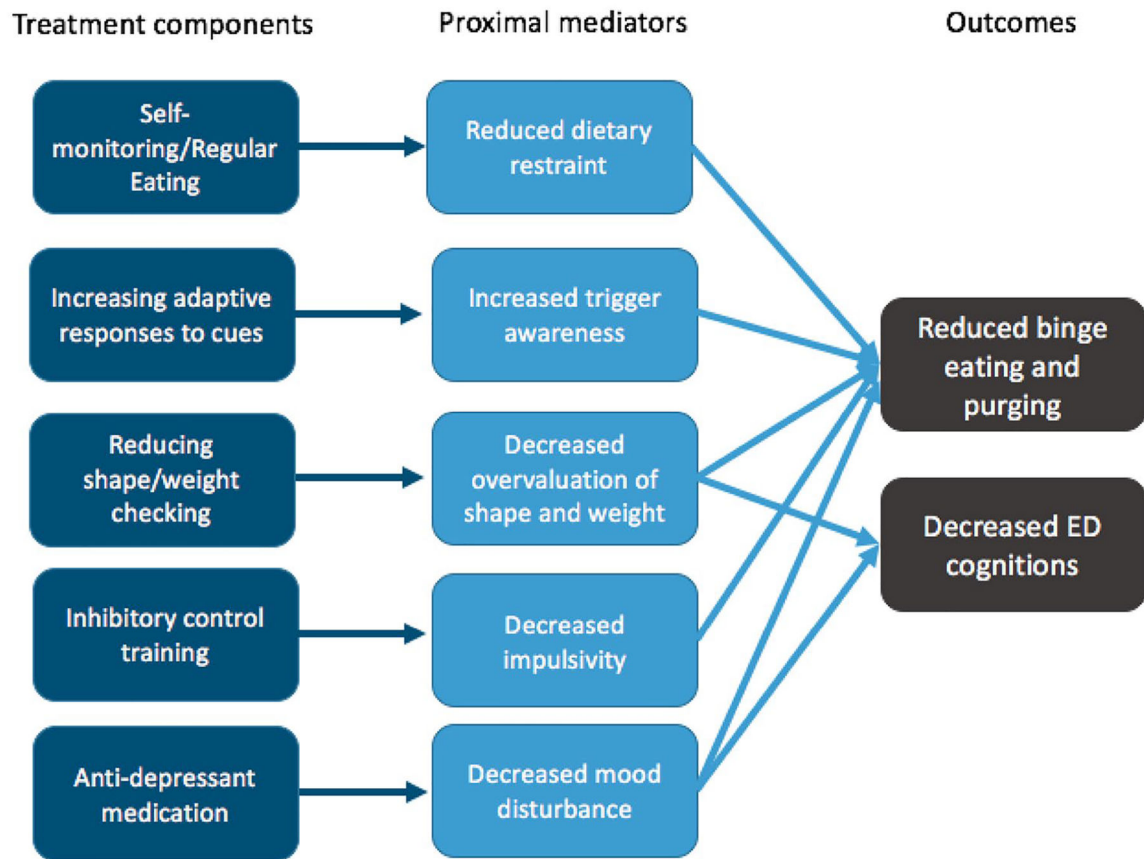 Treatment components
Proximal mediators
Outcomes
Self-
monitoring/Regular
Eating
Reduced dietary
restraint
Increasing adaptive
responses to cues
Increased trigger
awareness
Reduced binge
eating and
purging
Reducing
shape/weight
checking
Decreased
overvaluation of
shape and weight
Decreased ED
cognitions
Inhibitory control
training
Decreased
impulsivity
Anti-depressant
medication
Decreased mood
disturbance